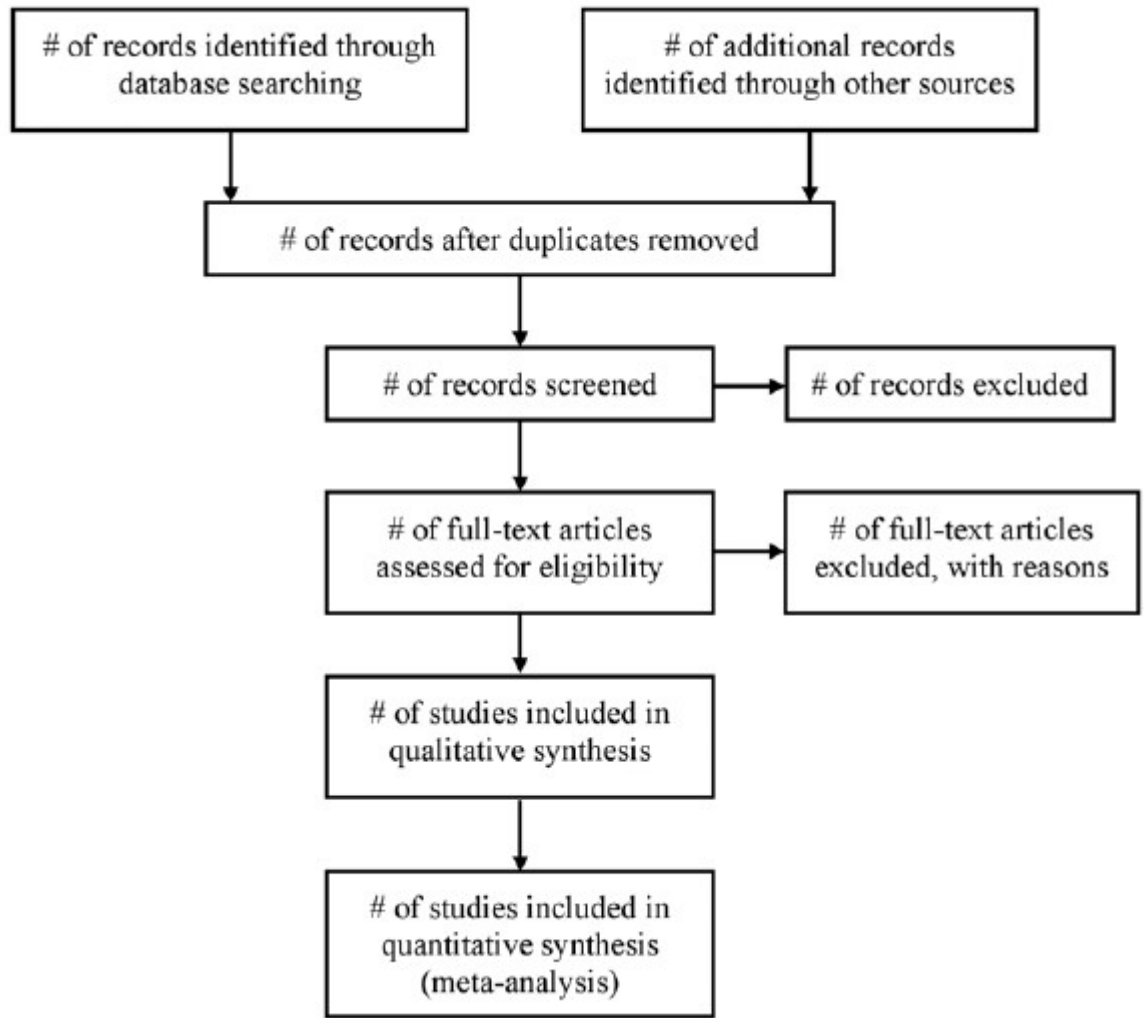 # of records identified through
database searching
# of additional records
identified through other sources
# of records after duplicates removed
# of records screened
# of records excluded
# of full-text articles
assessed for eligibility
# of full-text articles
excluded, with reasons
# of studies included in
qualitative synthesis
# of studies included in
quantitative synthesis
(meta-analysis)